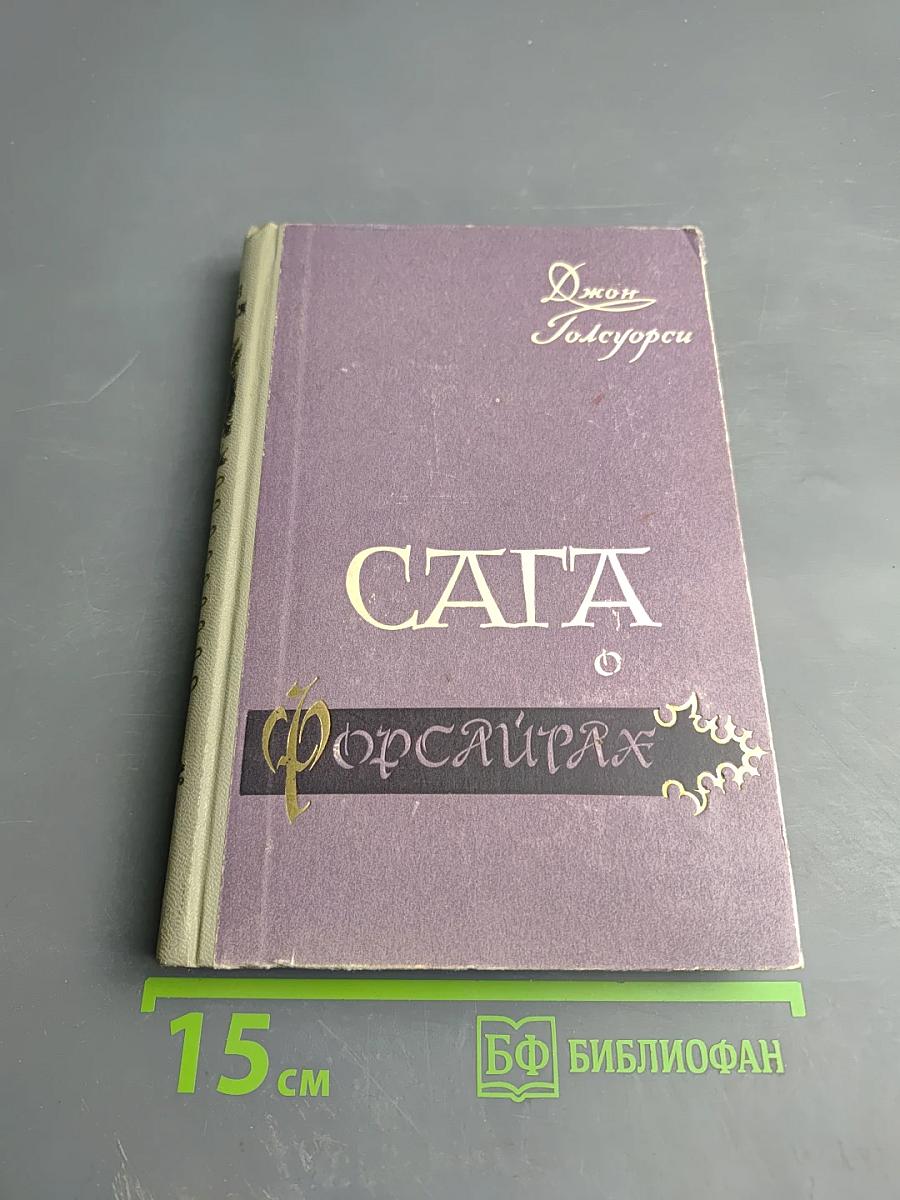 Джон
Голсуорси
САГА
О
ФОРСАЙТАХ
15 см
БФ БИБЛИОФАН